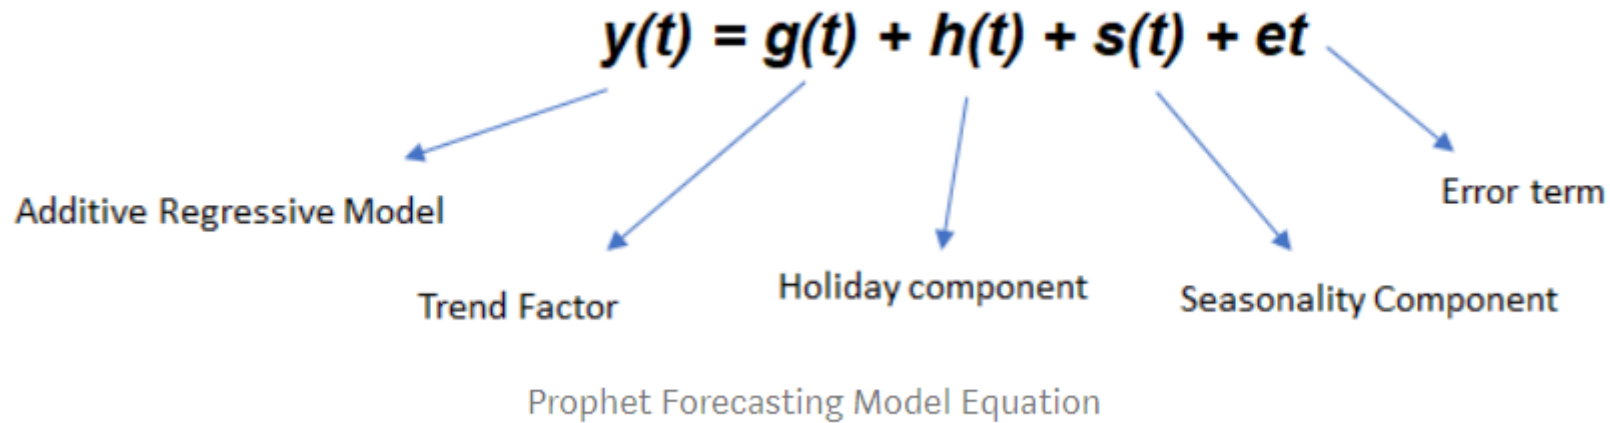 y(t) = g(t) + h(t) + s(t) + et
Error term
Additive Regressive Model
Holiday component
Seasonality Component
Trend Factor
Prophet Forecasting Model Equation